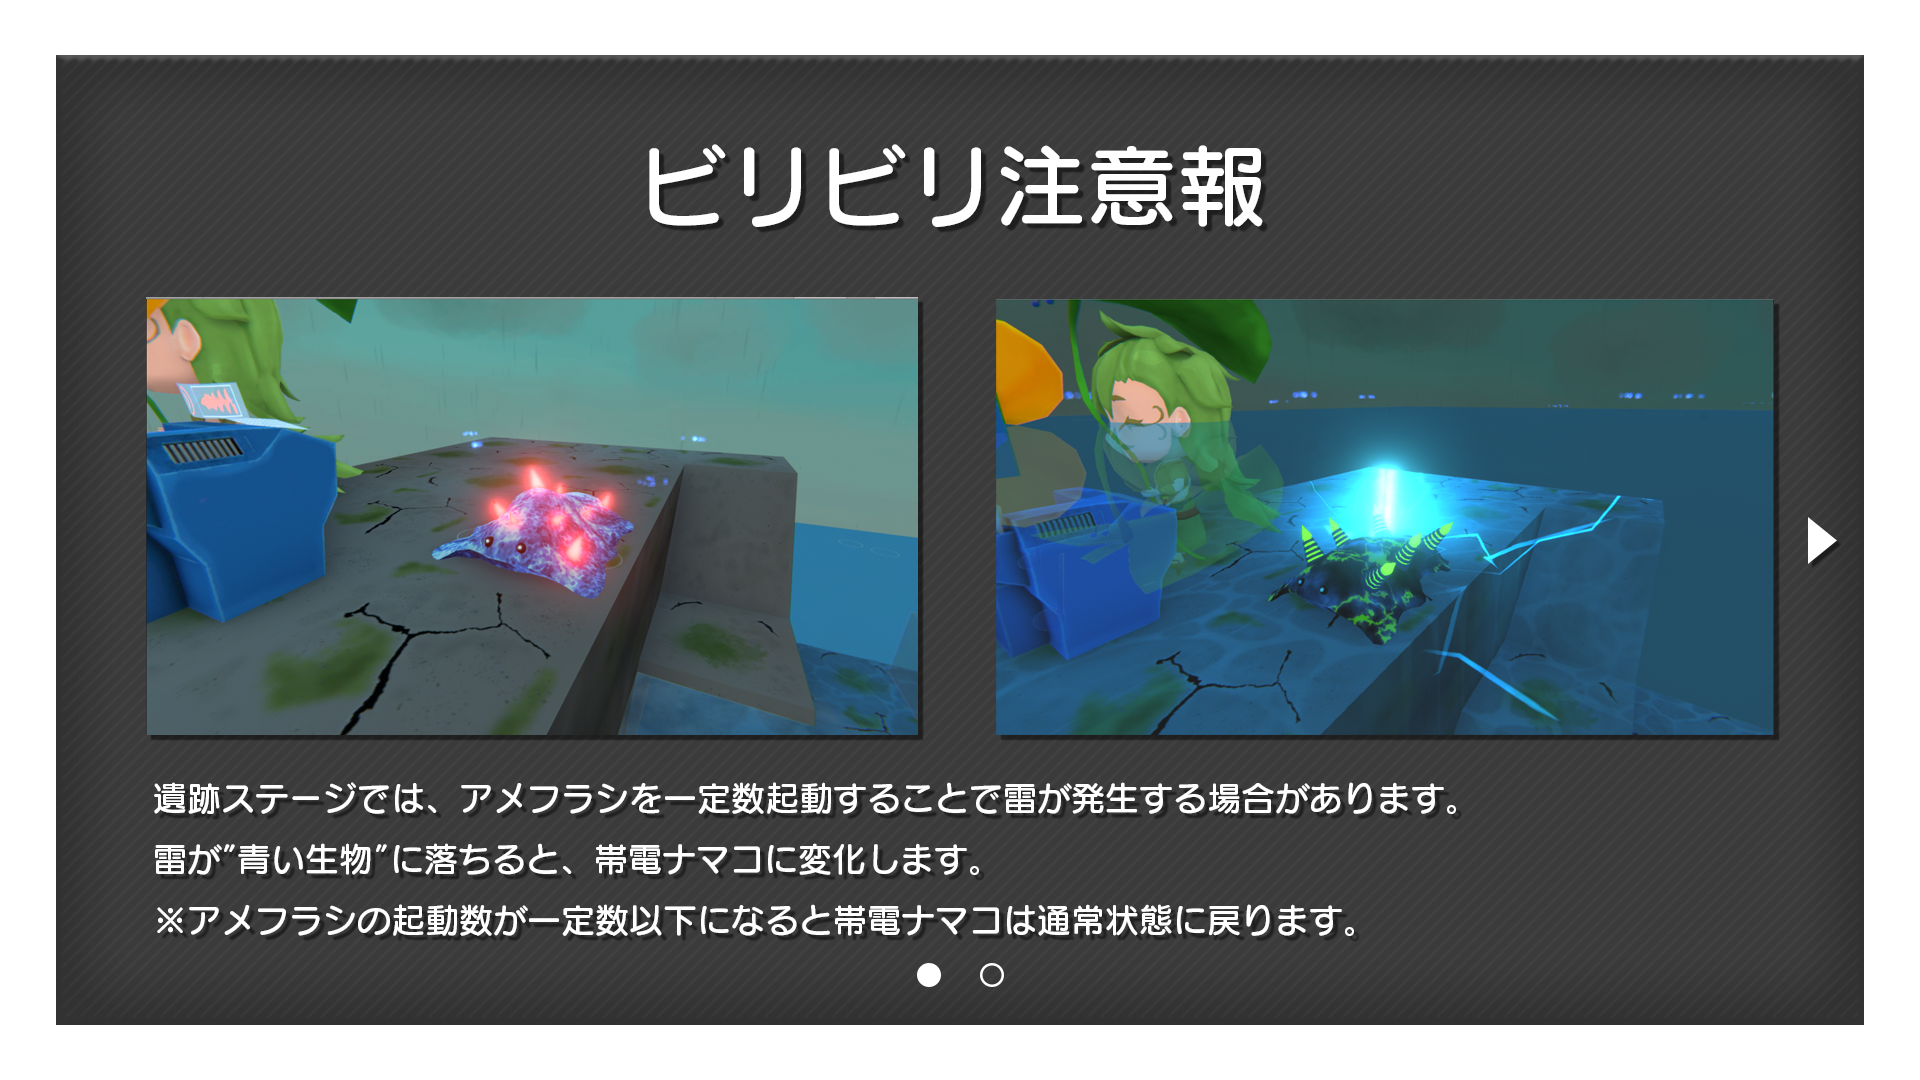 ビリビリ注意報
遺跡ステージでは、アメフラシを一定数起動することで雷が発生する場合があります。
雷が"青い生物"に落ちると、帯電ナマコに変化します。
※アメフラシの起動数が一定数以下になると帯電ナマコは通常状態に戻ります。